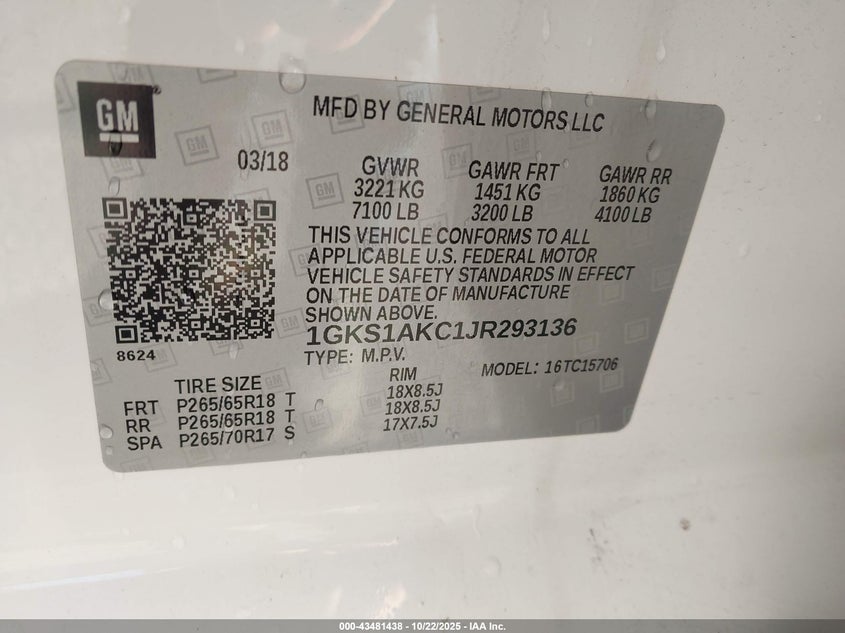 GM
MFD BY GENERAL MOTORS LLC
03/18
GVWR GAWR FRT GAWR RR
3221 KG 1451 KG 1860 KG
7100 LB 3200 LB 4100 LB
THIS VEHICLE CONFORMS TO ALL
APPLICABLE U.S. FEDERAL MOTOR
VEHICLE SAFETY STANDARDS IN EFFECT
ON THE DATE OF MANUFACTURE
SHOWN ABOVE.
8624
1GKS1AKC1JR293136
TYPE: M.P.V. MODEL: 16TC15706
TIRE SIZE RIM
FRT P265/65R18 T 18X8.5J
RR P265/65R18 T 18X8.5J
SPA P265/70R17 S 17X7.5J
000-43481438 - 10/22/2025 - IAA Inc.